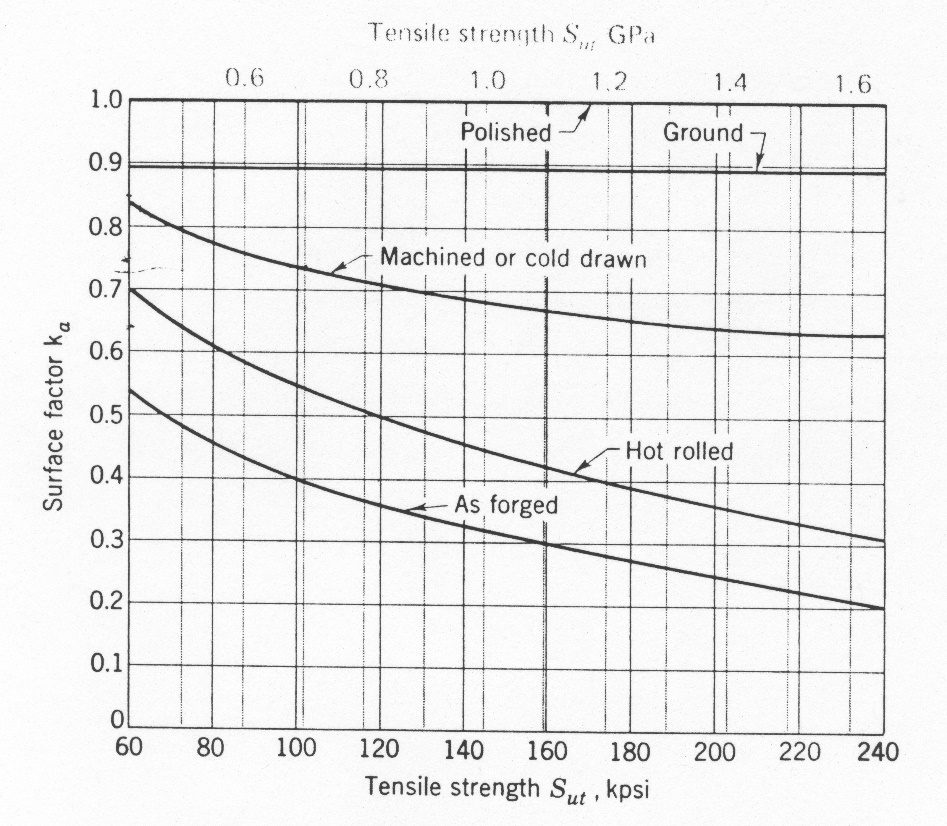 Tensile strength Sut GPa
0.6 0.8 1.0 1.2 1.4 1.6
1.0
Polished
Ground
0.9
0.8
Machined or cold drawn
0.7
0.6
0.5
Hot rolled
0.4
As forged
0.3
0.2
0.1
0
Surface factor ka
60 80 100 120 140 160 180 200 220 240
Tensile strength Sut, kpsi